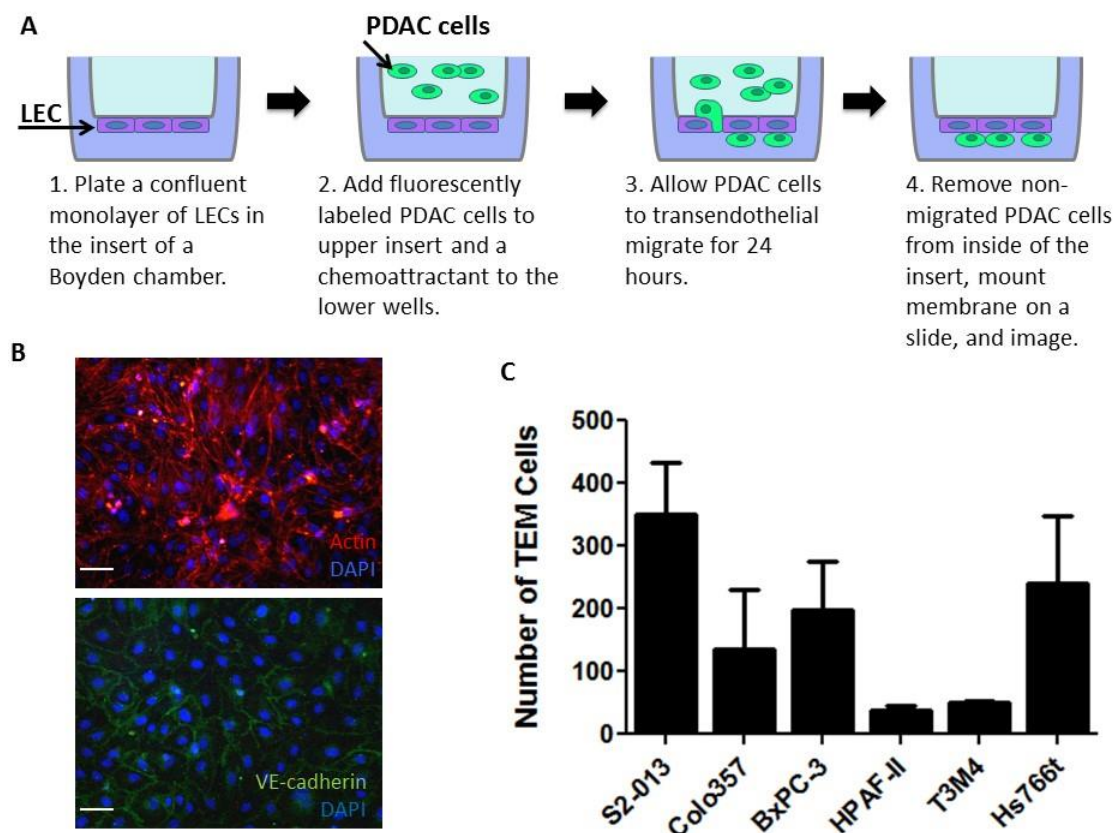 A
PDAC cells
LEC
1. Plate a confluent
monolayer of LECs in
the insert of a
Boyden chamber.
2. Add fluorescently
labeled PDAC cells to
upper insert and a
chemoattractant to the
lower wells.
3. Allow PDAC cells
to transendothelial
migrate for 24
hours.
4. Remove non-
migrated PDAC cells
from inside of the
insert, mount
membrane on a
slide, and image.
B
Actin
DAPI
VE-cadherin
DAPI
C
Number of TEM Cells
500
400
300
200
100
0
S2-013
Colo357
BxPC-3
HPAF-II
T3M4
Hs766t